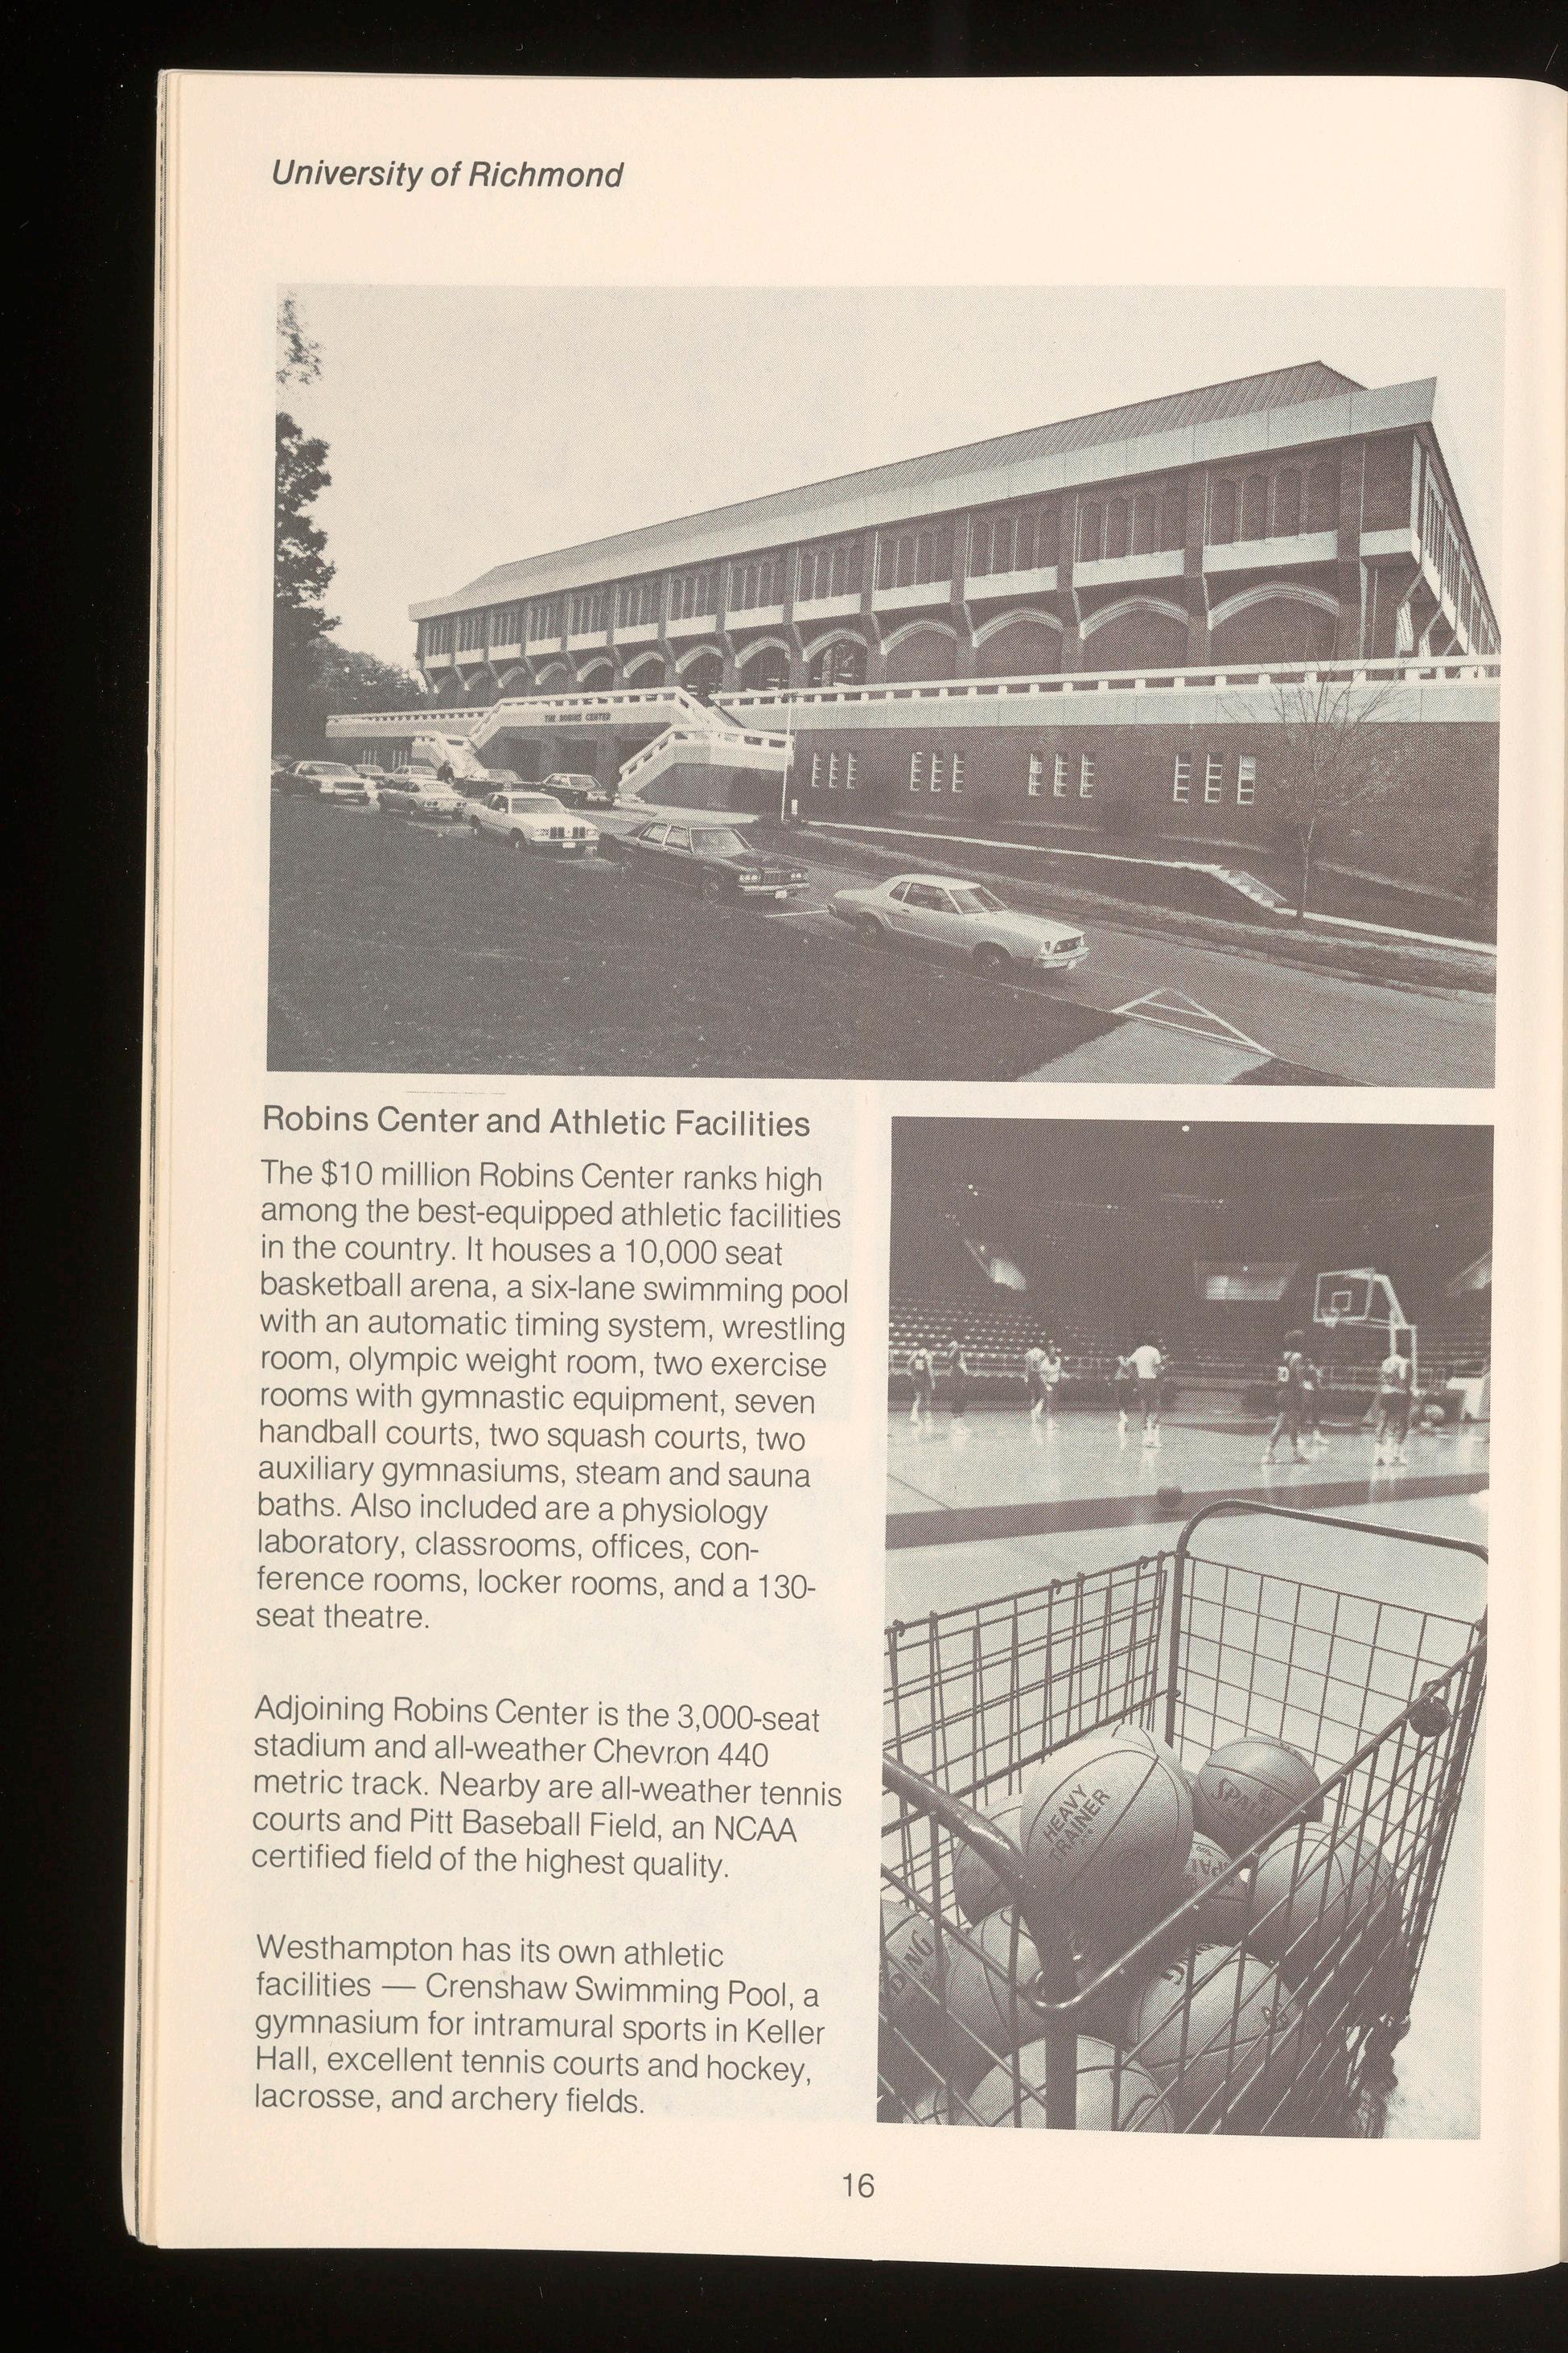 University of Richmond
THE ROBINS CENTER
Robins Center and Athletic Facilities
The $10 million Robins Center ranks high
among the best-equipped athletic facilities
in the country. It houses a 10,000 seat
basketball arena, a six-lane swimming pool
with an automatic timing system, wrestling
room, olympic weight room, two exercise
rooms with gymnastic equipment, seven
handball courts, two squash courts, two
auxiliary gymnasiums, steam and sauna
baths. Also included are a physiology
laboratory, classrooms, offices, con-
ference rooms, locker rooms, and a 130-
seat theatre.
Adjoining Robins Center is the 3,000-seat
stadium and all-weather Chevron 440
metric track. Nearby are all-weather tennis
courts and Pitt Baseball Field, an NCAA
certified field of the highest quality.
Westhampton has its own athletic
facilities — Crenshaw Swimming Pool, a
gymnasium for intramural sports in Keller
Hall, excellent tennis courts and hockey,
lacrosse, and archery fields.
HEAVY
TRAINER
SPAL
SPAL
DING
16